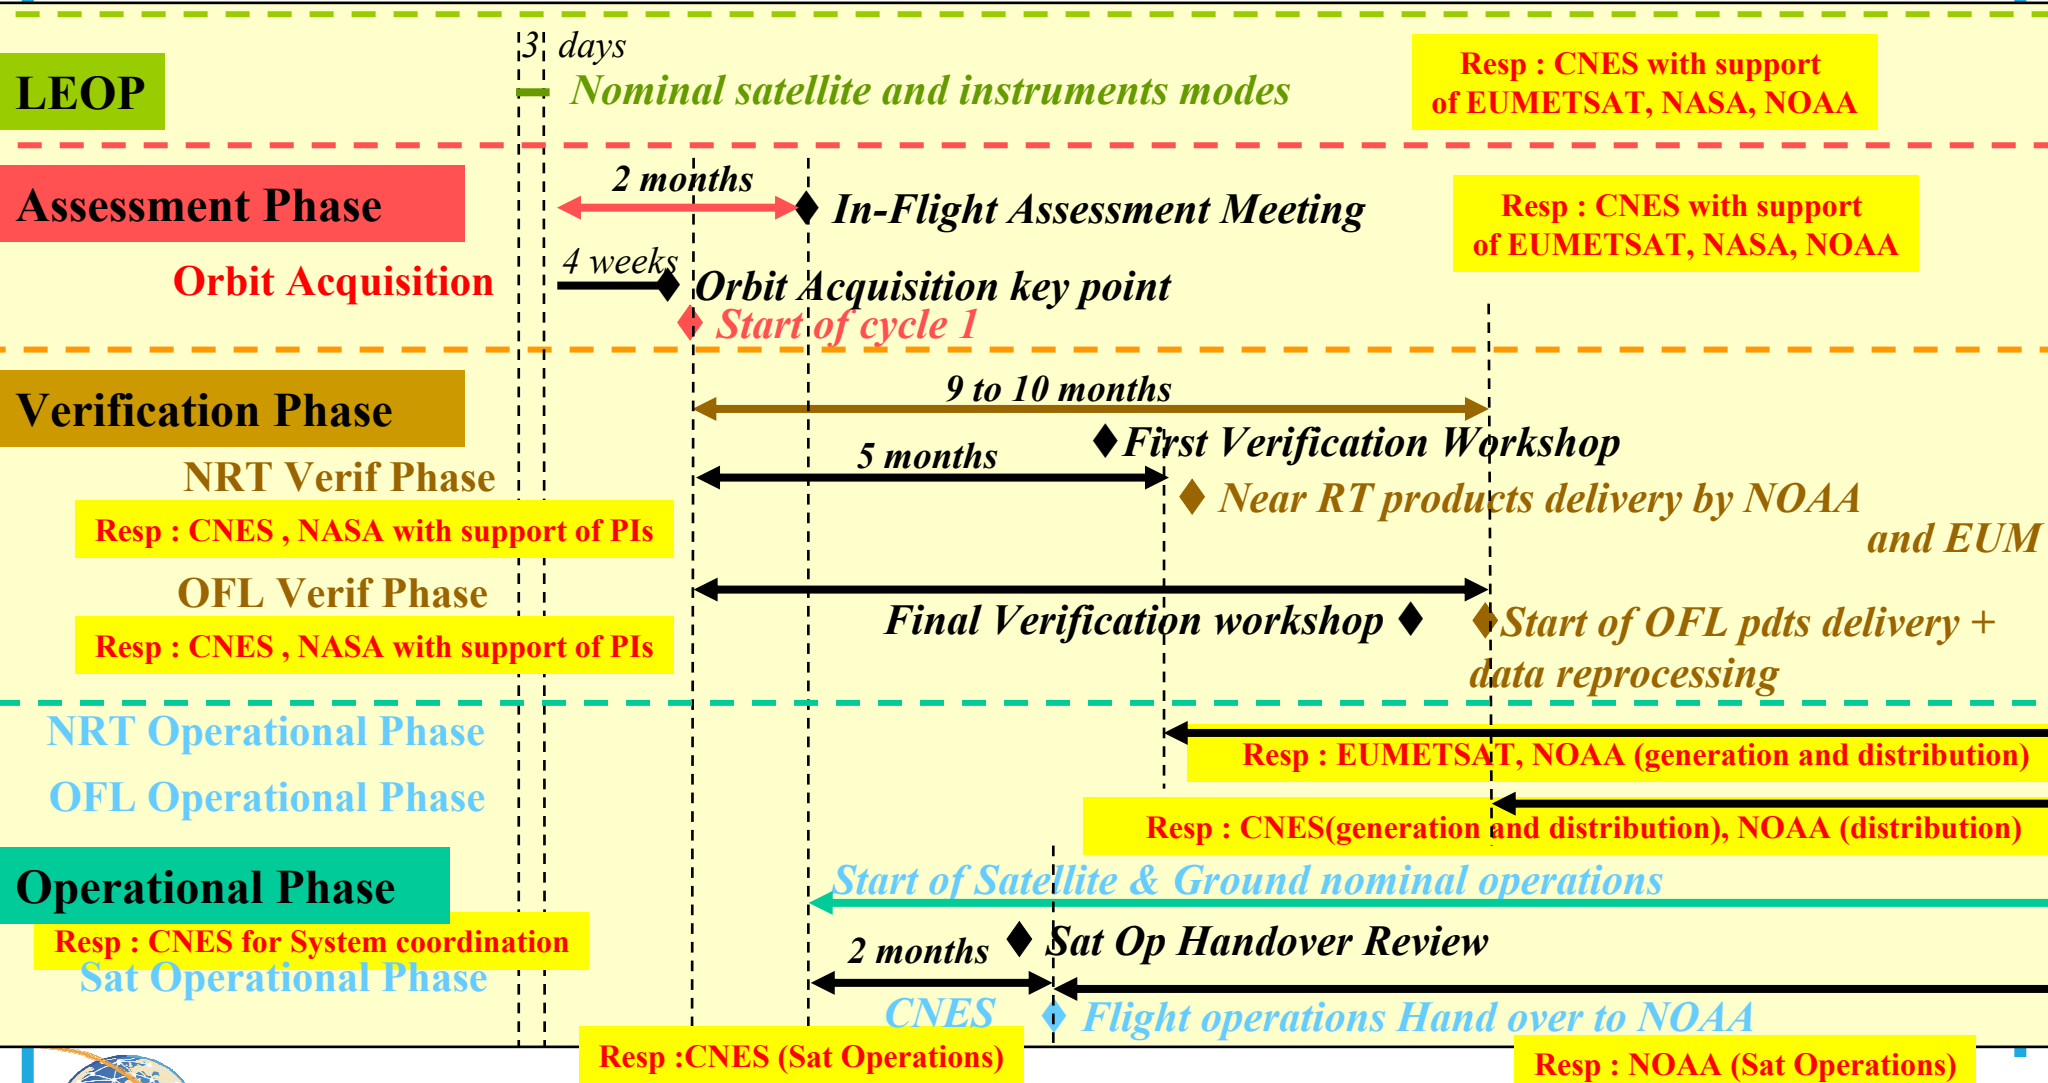 3 days
LEOP
Nominal satellite and instruments modes
Resp : CNES with support
of EUMETSAT, NASA, NOAA
Assessment Phase
2 months
In-Flight Assessment Meeting
Resp : CNES with support
of EUMETSAT, NASA, NOAA
Orbit Acquisition
4 weeks
Orbit Acquisition key point
Start of cycle 1
Verification Phase
9 to 10 months
First Verification Workshop
NRT Verif Phase
5 months
Near RT products delivery by NOAA
and EUM
Resp : CNES , NASA with support of PIs
OFL Verif Phase
Final Verification workshop
Start of OFL pdts delivery +
data reprocessing
Resp : CNES , NASA with support of PIs
NRT Operational Phase
Resp : EUMETSAT, NOAA (generation and distribution)
OFL Operational Phase
Resp : CNES(generation and distribution), NOAA (distribution)
Operational Phase
Start of Satellite & Ground nominal operations
Resp : CNES for System coordination
2 months
Sat Op Handover Review
Sat Operational Phase
CNES
Flight operations Hand over to NOAA
Resp :CNES (Sat Operations)
Resp : NOAA (Sat Operations)